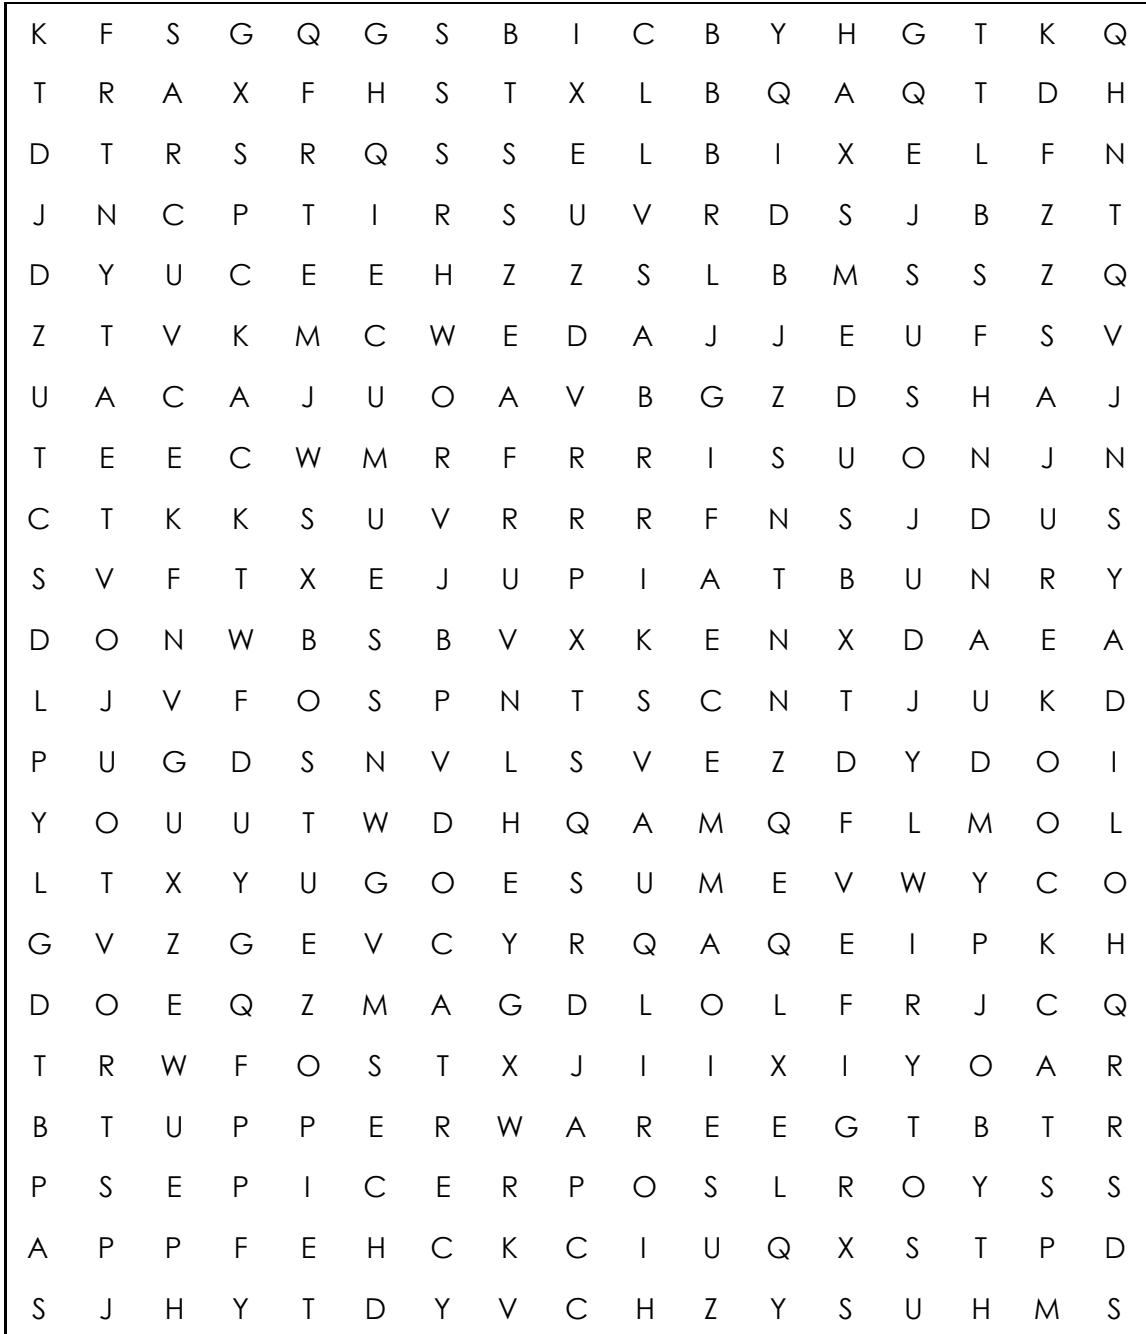 K F S G Q G S B I C B Y H G T K Q
T R A X F H S T X L B Q A Q T D H
D T R S R Q S S E L B I X E L F N
J N C P T I R S U V R D S J B Z T
D Y U C E E H Z Z S L B M S S Z Q
Z T V K M C W E D A J J E U F S V
U A C A J U O A V B G Z D S H A J
T E E C W M R F R R I S U O N J N
C T K K S U V R R R F N S J D U S
S V F T X E J U P I A T B U N R Y
D O N W B S B V X K E N X D A E A
L J V F O S P N T S C N T J U K D
P U G D S N V L S V E Z D Y D O I
Y O U U T W D H Q A M Q F L M O L
L T X Y U G O E S U M E V W Y C O
G V Z G E V C Y R Q A Q E I P K H
D O E Q Z M A G D L O L F R J C Q
T R W F O S T X J I I X I Y O A R
B T U P P E R W A R E E G T B T R
P S E P I C E R P O S L R O Y S S
A P P F E H C K C I U Q X S T P D
S J H Y T D Y V C H Z Y S U H M S